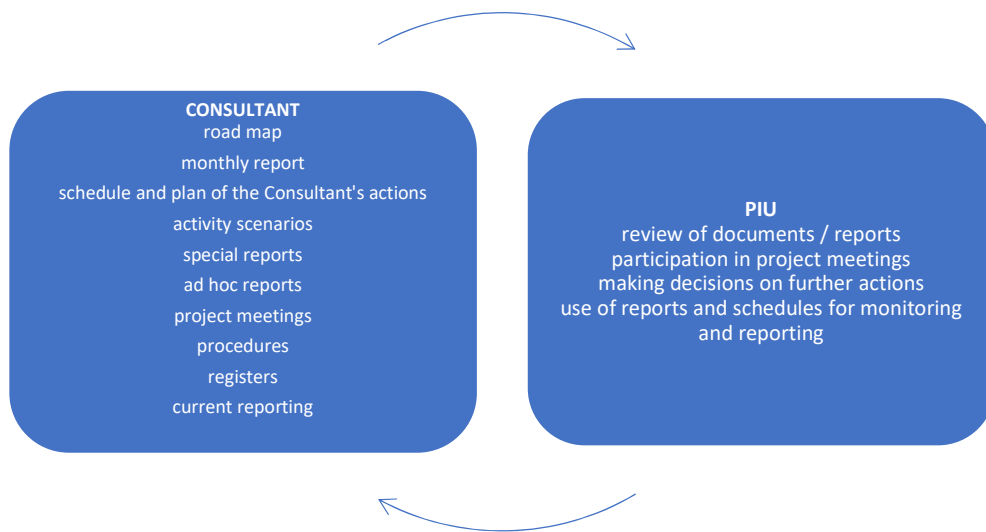 CONSULTANT
road map
monthly report
schedule and plan of the Consultant's actions
activity scenarios
special reports
ad hoc reports
project meetings
procedures
registers
current reporting
PIU
review of documents / reports
participation in project meetings
making decisions on further actions
use of reports and schedules for monitoring
and reporting